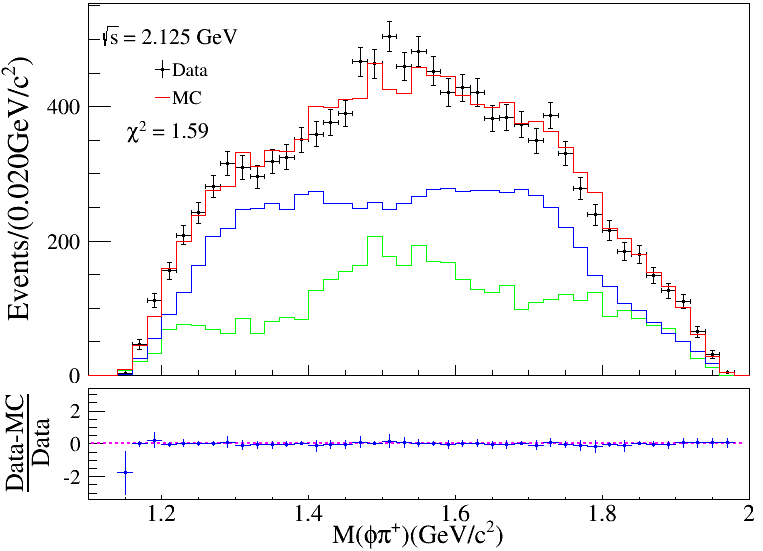 √s = 2.125 GeV
Data
MC
χ² = 1.59
Events/(0.020GeV/c²)
400
200
0
Data-MC
Data
2
0
-2
1.2 1.4 1.6 1.8 2
M(ϕπ⁺)(GeV/c²)